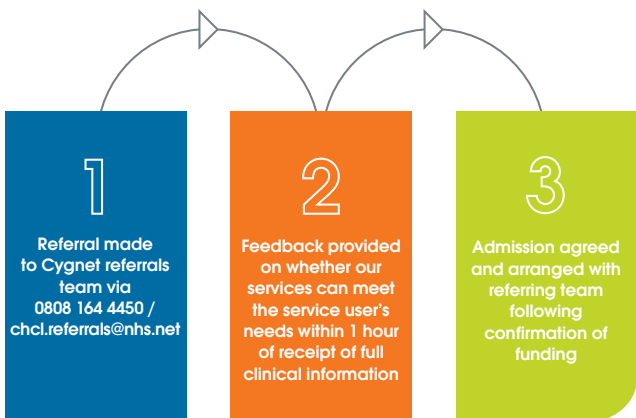 1
Referral made
to Cygnet referrals
team via
0808 164 4450 /
chcl.referrals@nhs.net
2
Feedback provided
on whether our
services can meet
the service user's
needs within 1 hour
of receipt of full
clinical information
3
Admission agreed
and arranged with
referring team
following
confirmation of
funding